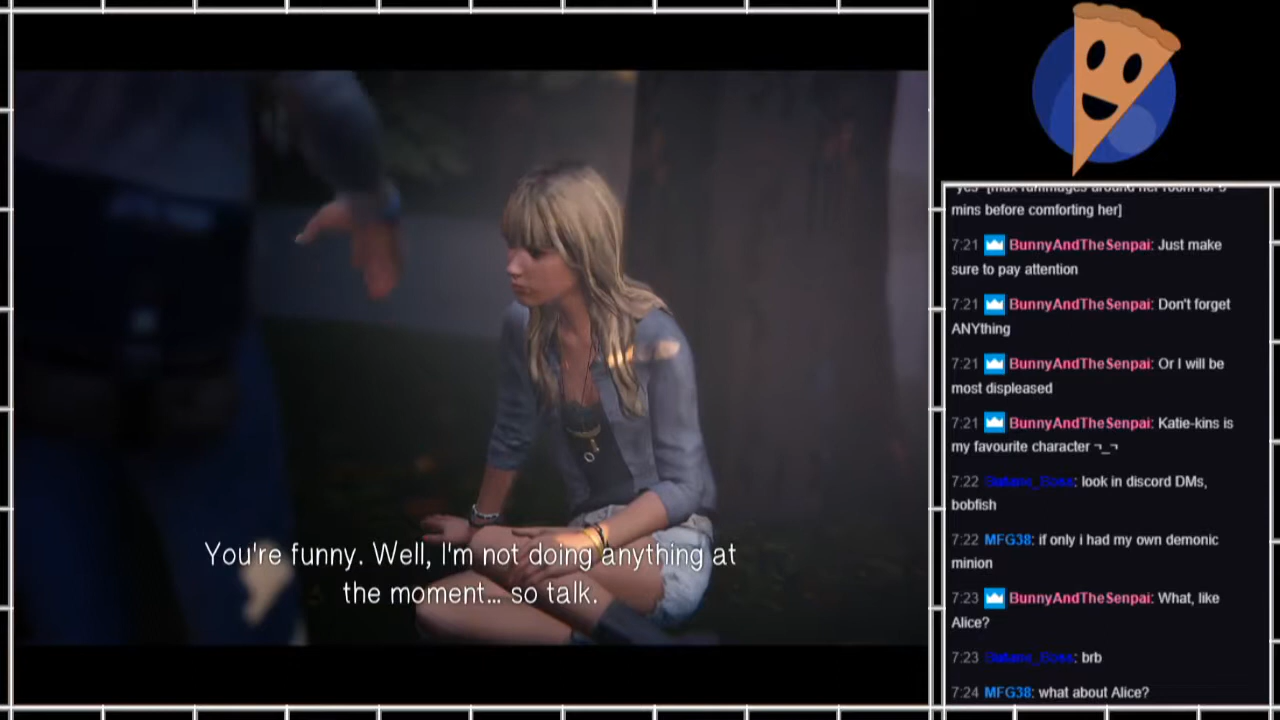 You're funny. Well, I'm not doing anything at
the moment... so talk.
mins before comforting her]
7:21 BunnyAndTheSenpai: Just make
sure to pay attention
7:21 BunnyAndTheSenpai: Don't forget
ANYthing
7:21 BunnyAndTheSenpai: Or I will be
most displeased
7:21 BunnyAndTheSenpai: Katie-kins is
my favourite character ¬_¬
7:22 : look in discord DMs,
bobfish
7:22 MFG38: if only i had my own demonic
minion
7:23 BunnyAndTheSenpai: What, like
Alice?
7:23 : brb
7:24 MFG38: what about Alice?